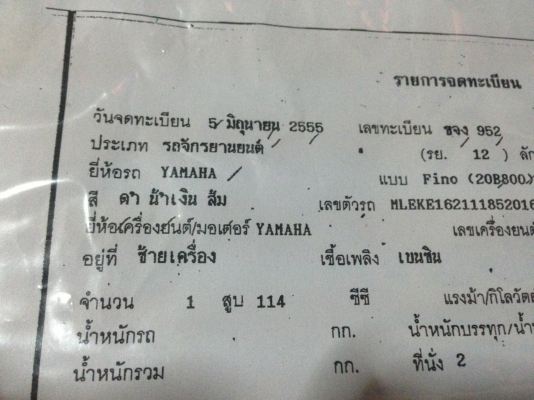 รายการจดทะเบียน
วันจดทะเบียน 5 มิถุนายน 2555 เลขทะเบียน ขจง 952
ประเภท รถจักรยานยนต์ (รย. 12 ) ลัก
ยี่ห้อรถ YAMAHA แบบ Fino (20B800)
สี ดำ น้ำเงิน ส้ม เลขตัวรถ MLEKE162111852016
ยี่ห้อเครื่องยนต์/มอเตอร์ YAMAHA เลขเครื่องยนต์
อยู่ที่ ซ้ายเครื่อง เชื้อเพลิง เบนซิน
จำนวน 1 สูบ 114 ซีซี แรงม้า/กิโลวัตต์
น้ำหนักรถ กก. น้ำหนักบรรทุก/น้ำ
น้ำหนักรวม กก. ที่นั่ง 2